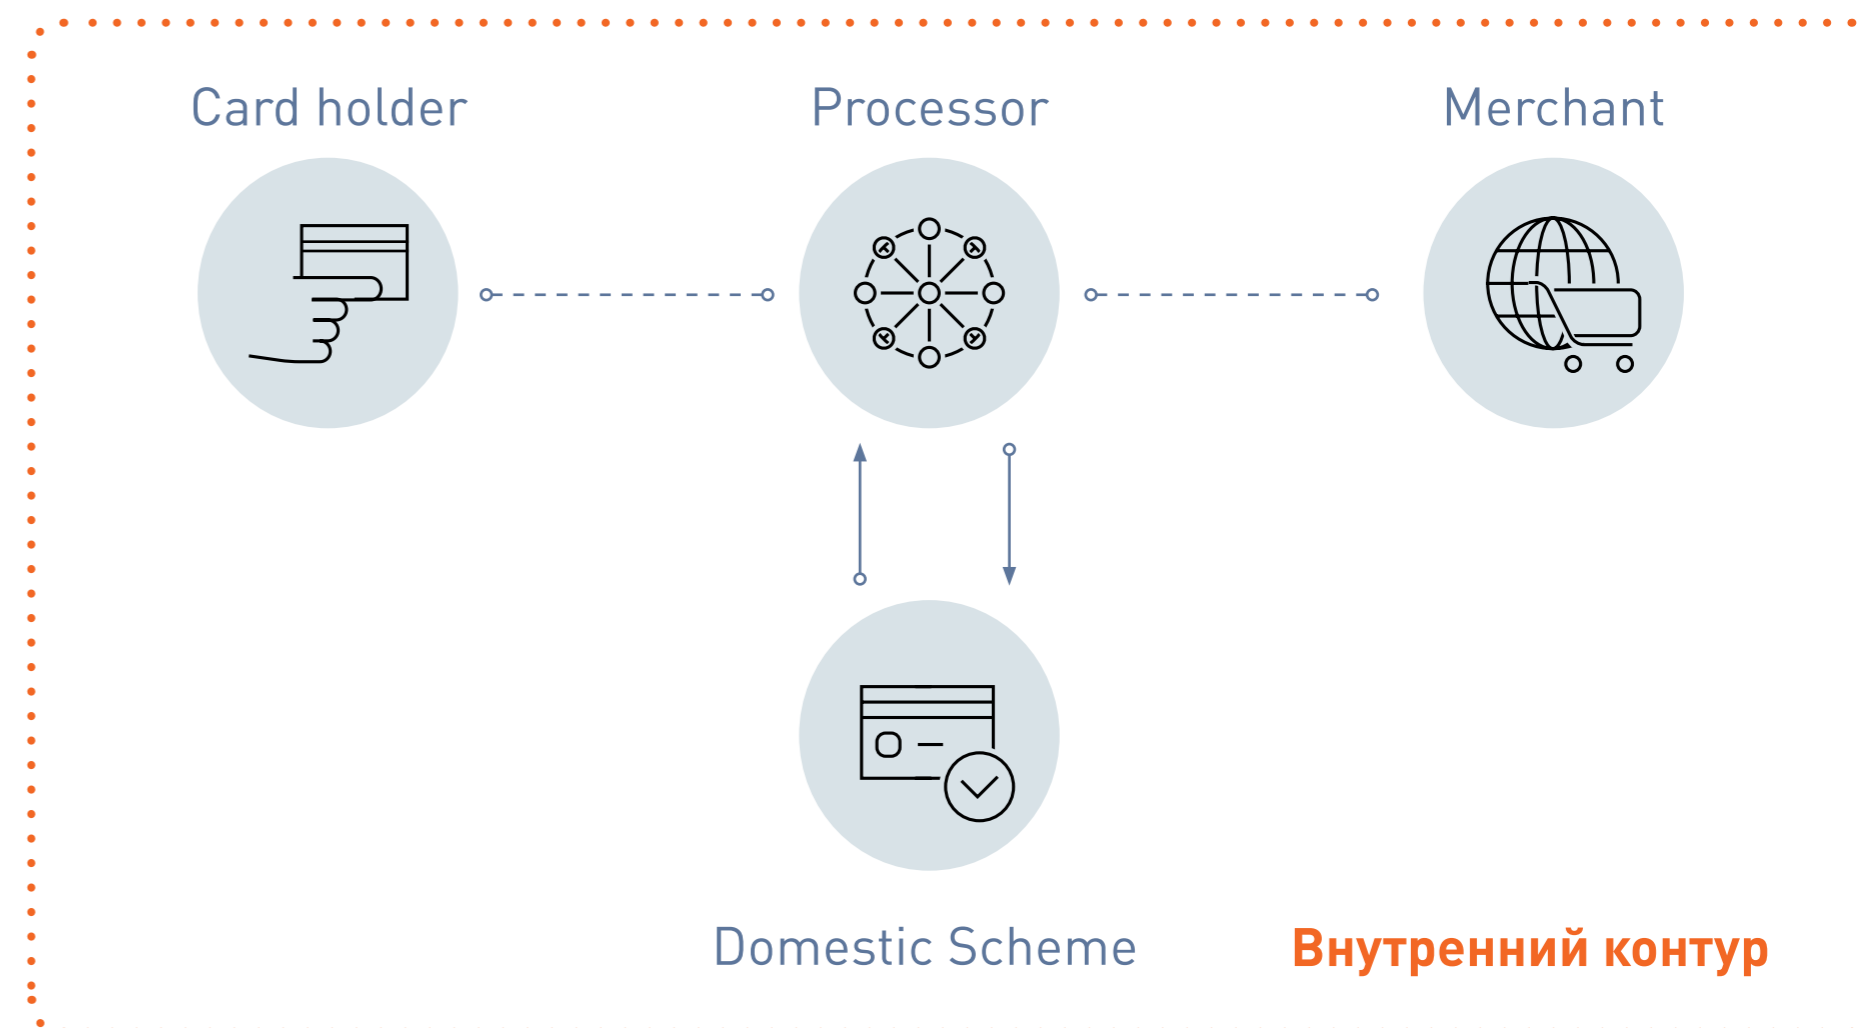 Card holder
Processor
Merchant
Domestic Scheme
Внутренний контур